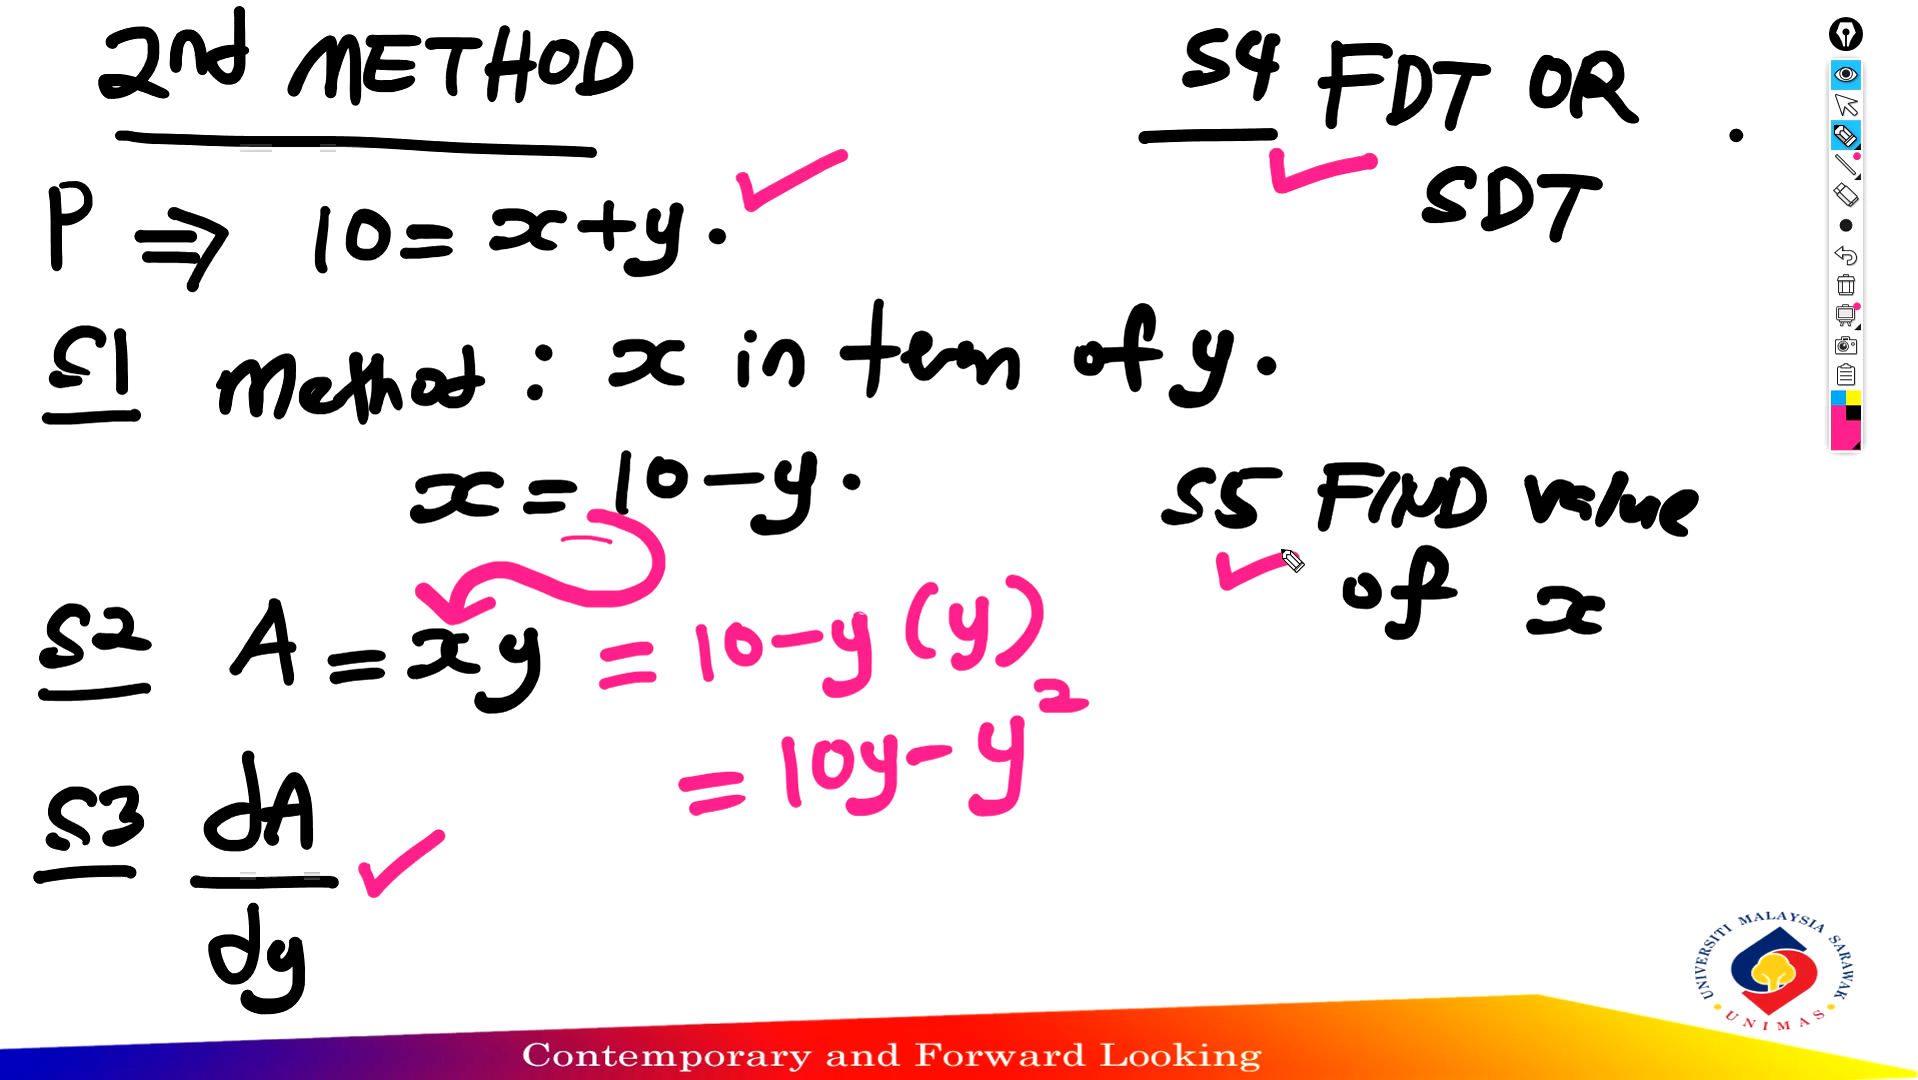 2nd METHOD
P ⇒ 10 = x + y.
S1 Method : x in term of y.
x = 10 - y.
S2 A = xy = 10 - y (y)
= 10y - y²
S3 dA/dy
S4 FDT OR
SDT
S5 FIND value
of x
UNIVERSITI MALAYSIA SARAWAK
UNIMAS
Contemporary and Forward Looking